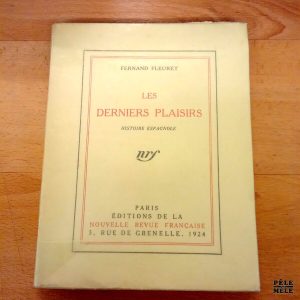 FERNAND FLEURET
LES
DERNIERS PLAISIRS
HISTOIRE ESPAGNOLE
nrf
PARIS
ÉDITIONS DE LA
NOUVELLE REVUE FRANÇAISE
3, RUE DE GRENELLE, 1924
PÊLE
MÊLE